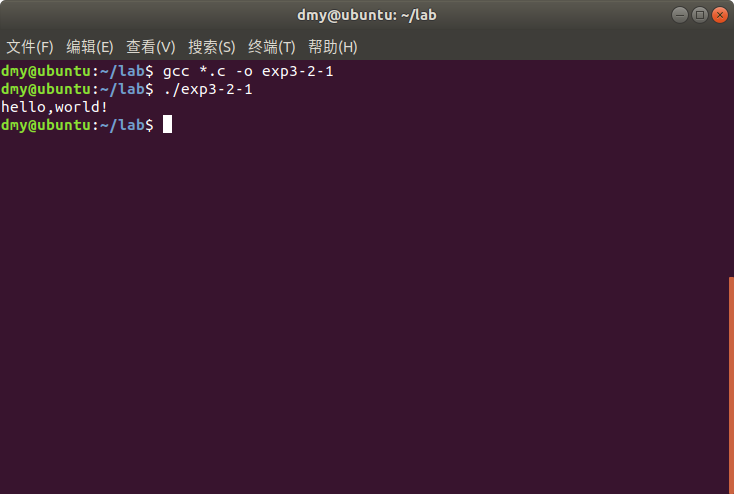 dmy@ubuntu: ~/lab
文件(F) 编辑(E) 查看(V) 搜索(S) 终端(T) 帮助(H)
dmy@ubuntu:~/lab$ gcc *.c -o exp3-2-1
dmy@ubuntu:~/lab$ ./exp3-2-1
hello,world!
dmy@ubuntu:~/lab$